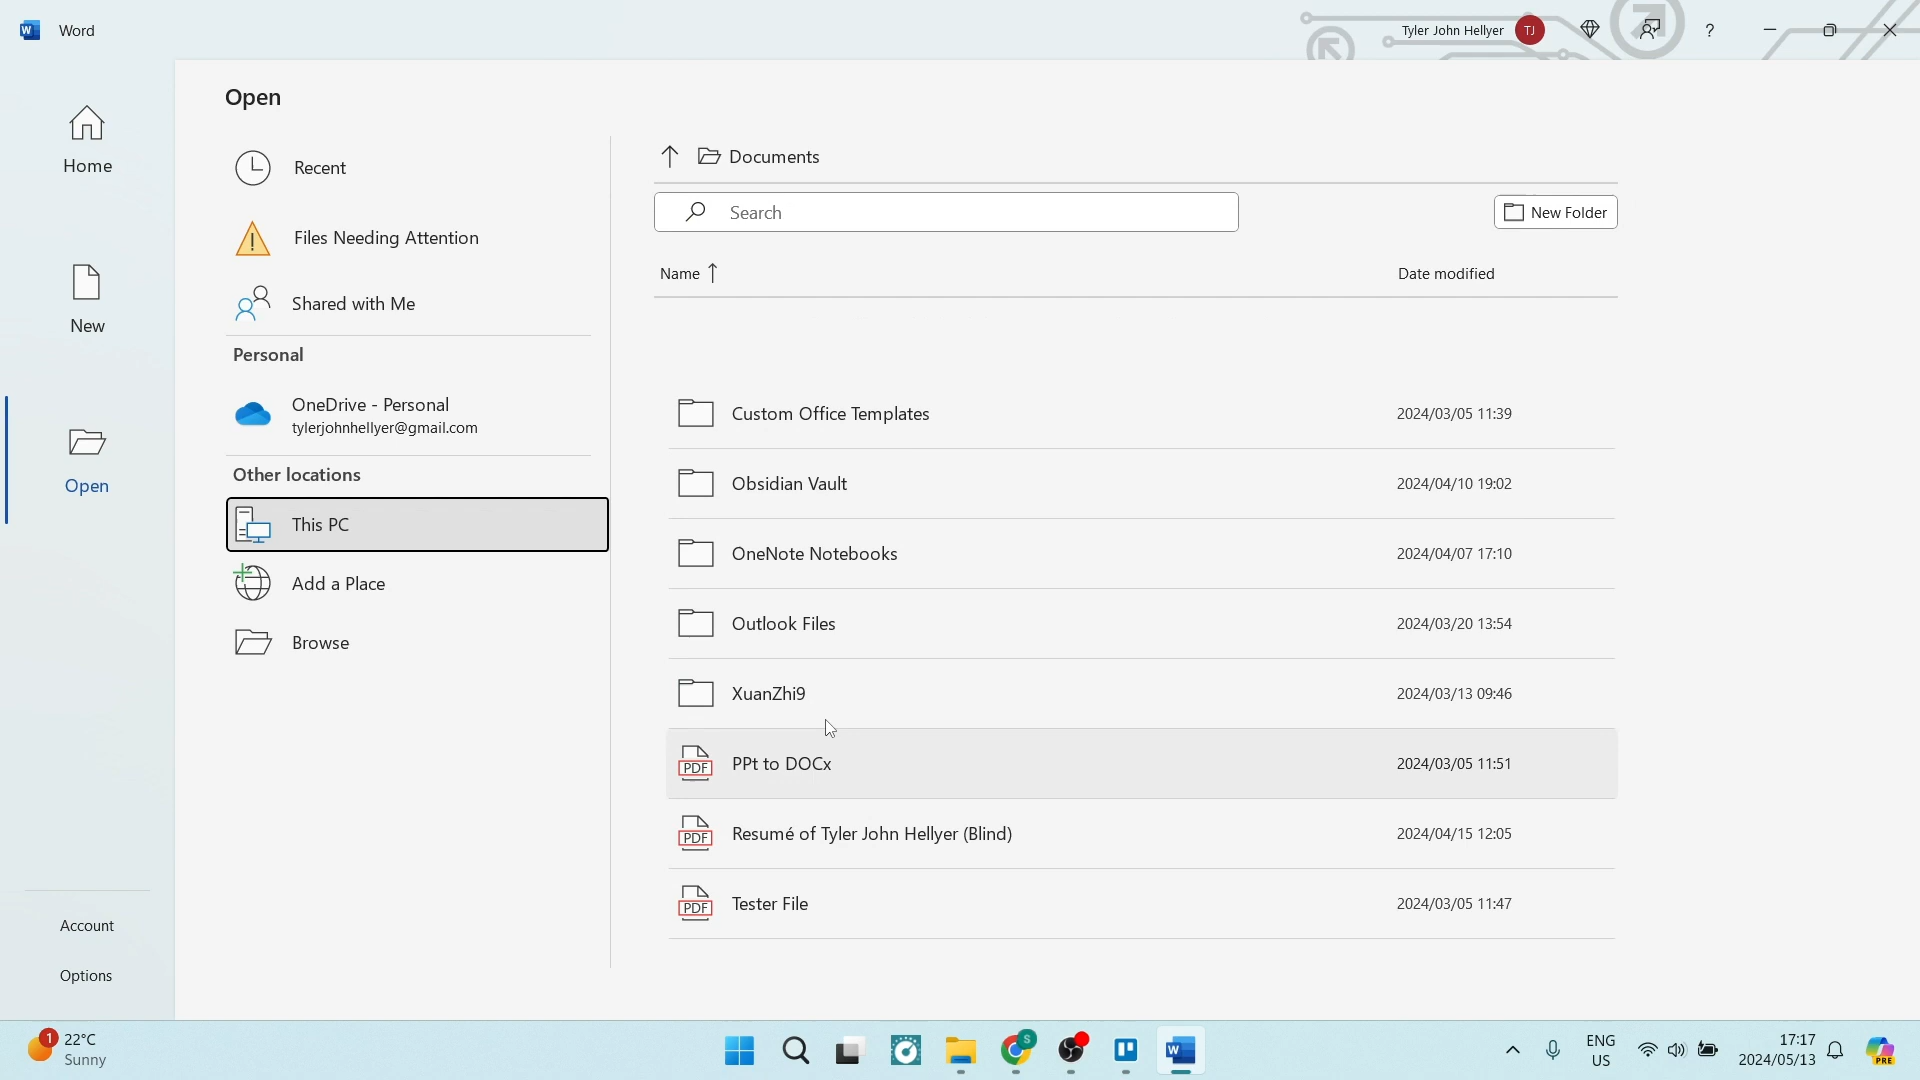 Word
Tyler John Hellyer TJ
?
Home
New
Open
Account
Options
Open
Recent
Files Needing Attention
Shared with Me
Personal
OneDrive - Personal
tylerjohnhellyer@gmail.com
Other locations
This PC
Add a Place
Browse
Documents
Search
New Folder
Name Date modified
Custom Office Templates 2024/03/05 11:39
Obsidian Vault 2024/04/10 19:02
OneNote Notebooks 2024/04/07 17:10
Outlook Files 2024/03/20 13:54
XuanZhi9 2024/03/13 09:46
PDF PPt to DOCx 2024/03/05 11:51
PDF Resumé of Tyler John Hellyer (Blind) 2024/04/15 12:05
PDF Tester File 2024/03/05 11:47
1 22°C
Sunny
S
W
ENG
US
17:17
2024/05/13
PRE